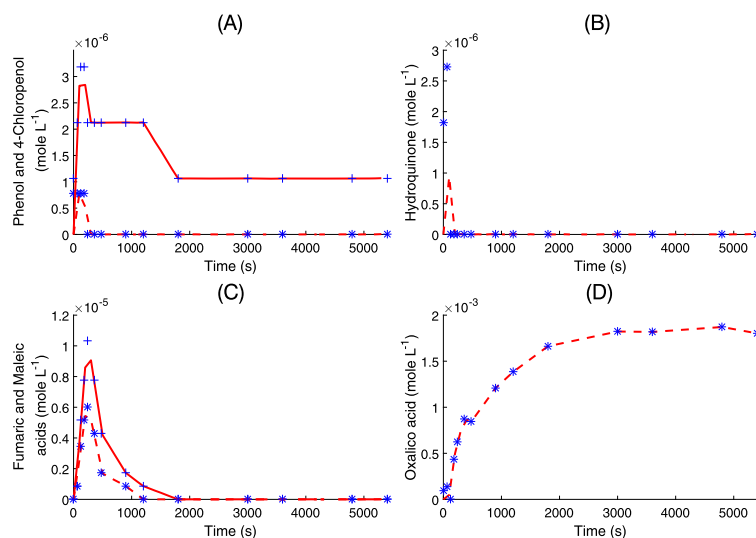 (A)
×10-6
3
2.5
2
1.5
1
0.5
0
Phenol and 4-Chloropenol
(mole L-1)
0 1000 2000 3000 4000 5000
Time (s)
(B)
×10-6
3
2.5
2
1.5
1
0.5
0
Hydroquinone (mole L-1)
0 1000 2000 3000 4000 5000
Time (s)
(C)
×10-5
1.2
1
0.8
0.6
0.4
0.2
0
Fumaric and Maleic
acids (mole L-1)
0 1000 2000 3000 4000 5000
Time (s)
(D)
×10-3
2
1.5
1
0.5
0
Oxalico acid (mole L-1)
0 1000 2000 3000 4000 5000
Time (s)